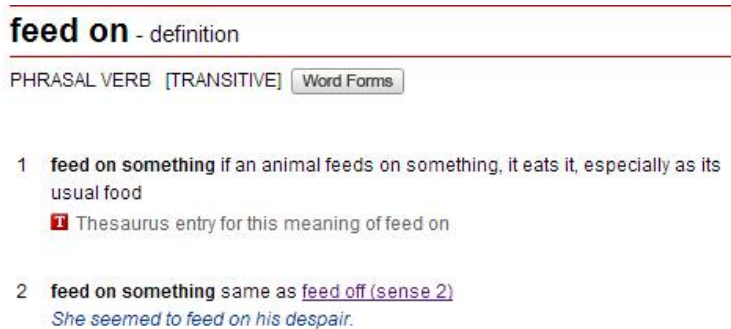 feed on - definition
PHRASAL VERB [TRANSITIVE] Word Forms
1 feed on something if an animal feeds on something, it eats it, especially as its
usual food
T Thesaurus entry for this meaning of feed on
2 feed on something same as feed off (sense 2)
She seemed to feed on his despair.